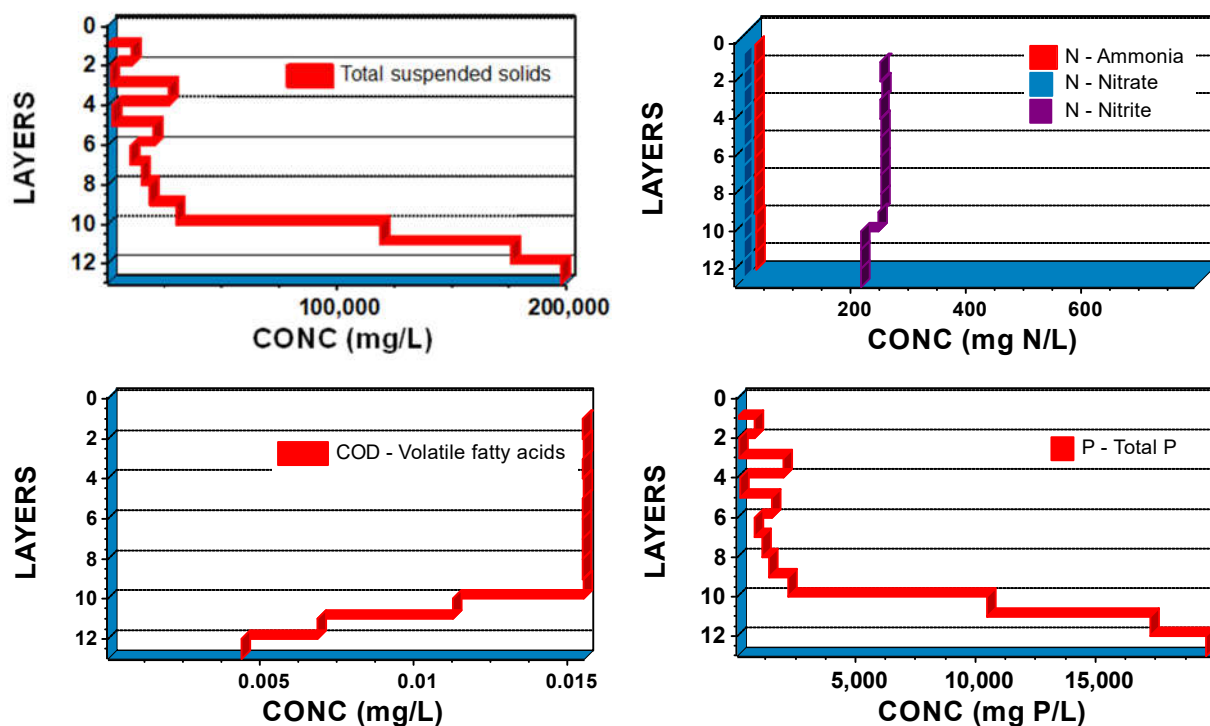 0
2
4
6
8
10
12
LAYERS
Total suspended solids
100,000 200,000
CONC (mg/L)
0
2
4
6
8
10
12
LAYERS
N - Ammonia
N - Nitrate
N - Nitrite
200 400 600
CONC (mg N/L)
0
2
4
6
8
10
12
LAYERS
COD - Volatile fatty acids
0.005 0.01 0.015
CONC (mg/L)
0
2
4
6
8
10
12
LAYERS
P - Total P
5,000 10,000 15,000
CONC (mg P/L)